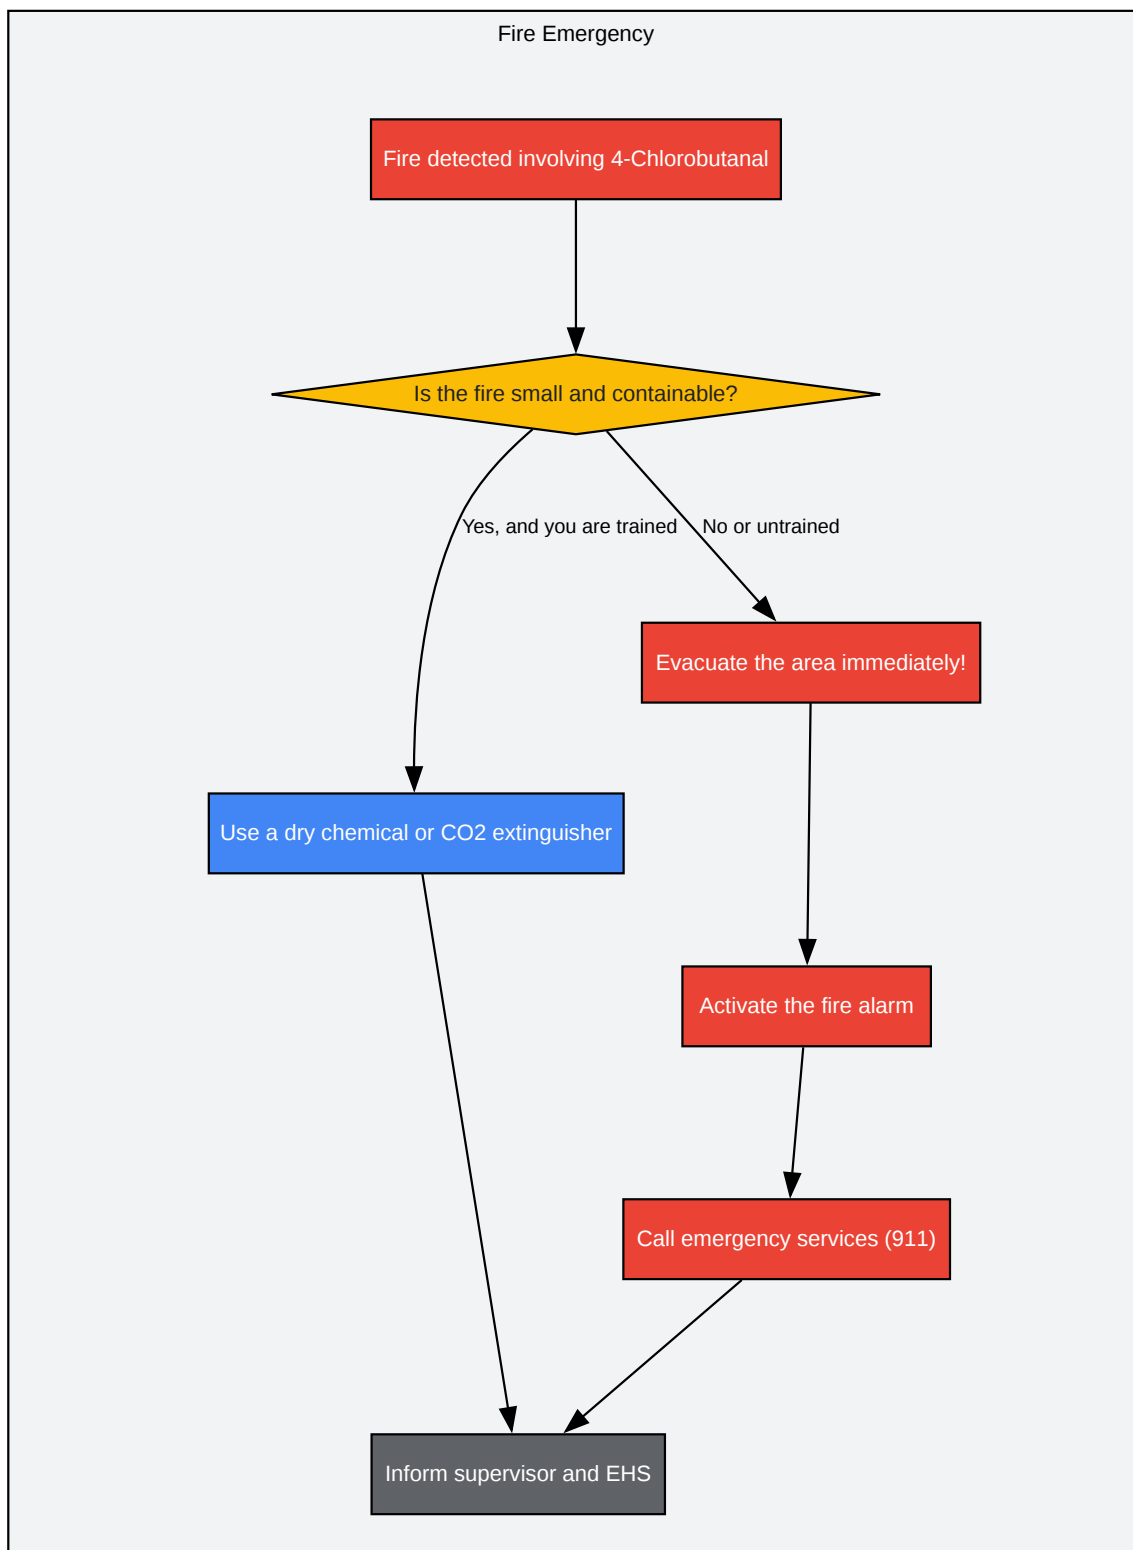 Fire Emergency
Fire detected involving 4-Chlorobutanal
Is the fire small and containable?
Yes, and you are trained
No or untrained
Evacuate the area immediately!
Use a dry chemical or CO2 extinguisher
Activate the fire alarm
Call emergency services (911)
Inform supervisor and EHS